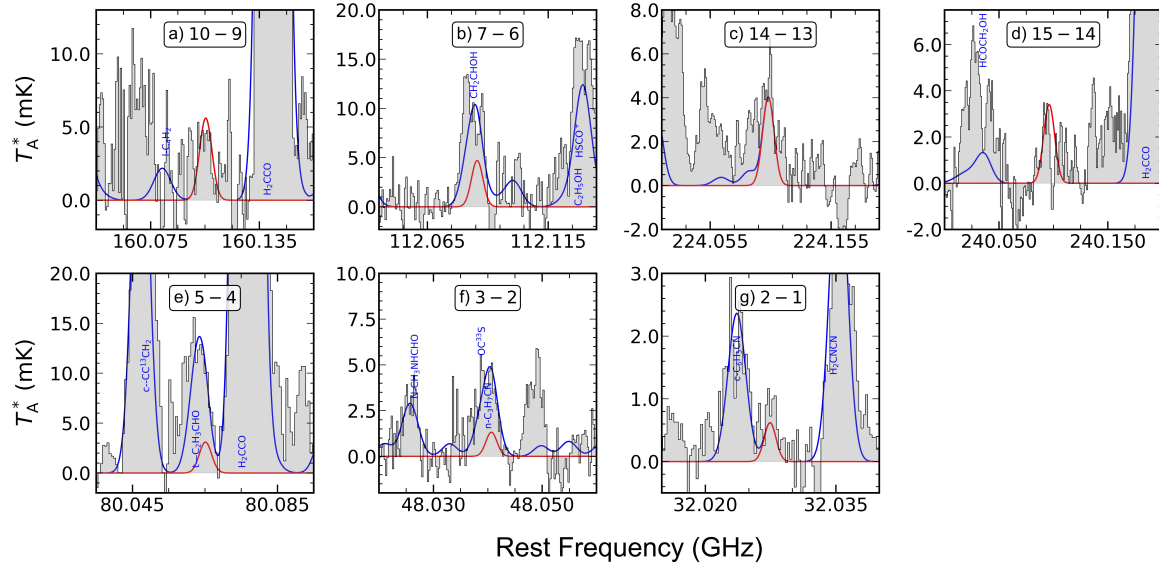 a) 10 − 9
b) 7 − 6
c) 14 − 13
d) 15 − 14
T*A (mK)
10.0
5.0
0.0
l-C4H2
H2CCO
160.075
160.135
20.0
15.0
10.0
5.0
0.0
CH2CHOH
C2H5OH
HSCO+
112.065
112.115
8.0
6.0
4.0
2.0
0.0
-2.0
224.055
224.155
8.0
6.0
4.0
2.0
0.0
-2.0
HCOCH2OH
H2CCO
240.050
240.150
e) 5 − 4
f) 3 − 2
g) 2 − 1
T*A (mK)
20.0
15.0
10.0
5.0
0.0
c--CC13CH2
t--C2H3CHO
H2CCO
80.045
80.085
10.0
7.5
5.0
2.5
0.0
n-C3H7CN
OC33S
48.030
48.050
3.0
2.0
1.0
0.0
H2CNCN
32.020
32.035
Rest Frequency (GHz)